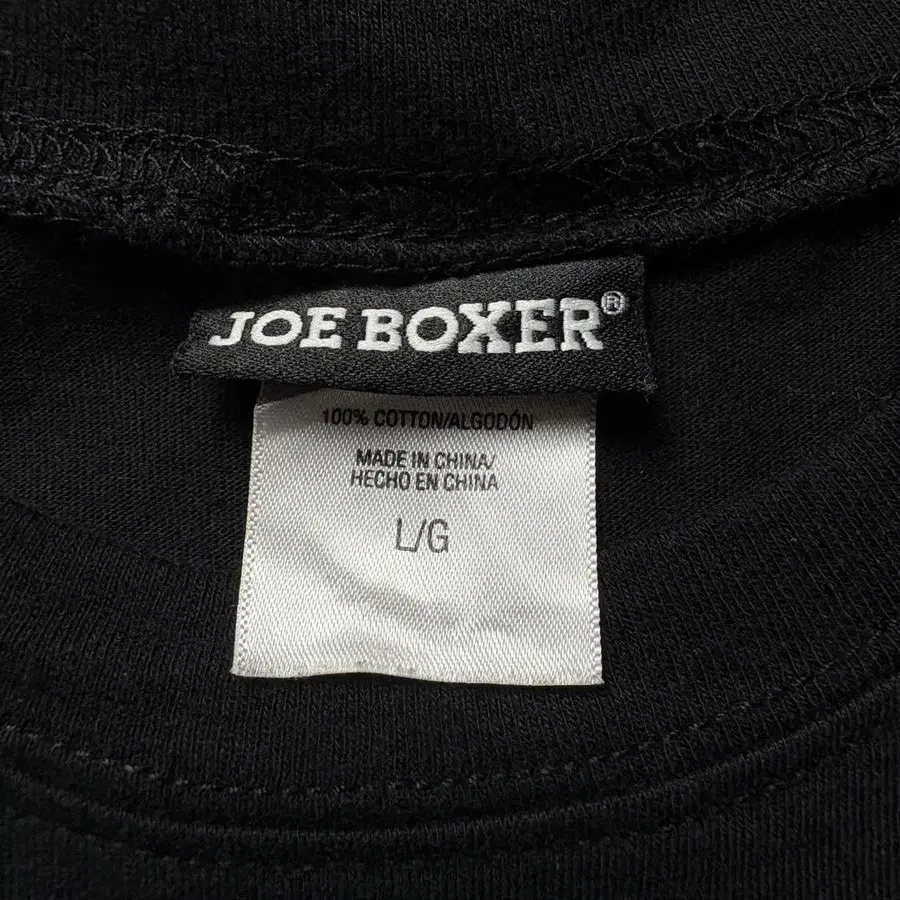 JOE BOXER®
100% COTTON/ALGODÓN
MADE IN CHINA/
HECHO EN CHINA
L/G